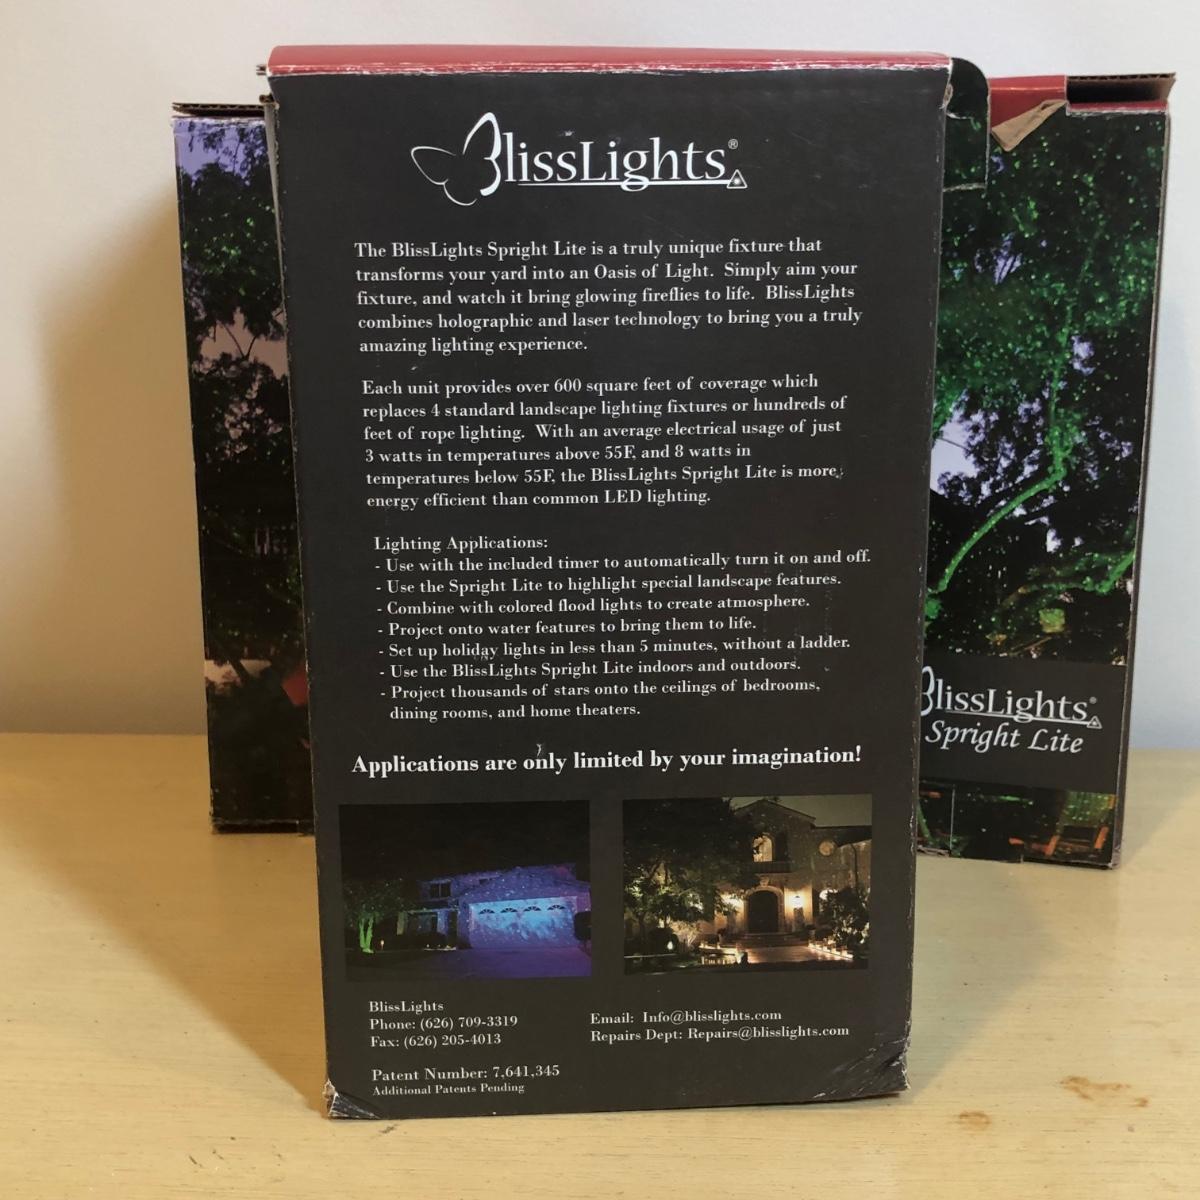 BlissLights®
The BlissLights Spright Lite is a truly unique fixture that
transforms your yard into an Oasis of Light. Simply aim your
fixture, and watch it bring glowing fireflies to life. BlissLights
combines holographic and laser technology to bring you a truly
amazing lighting experience.
Each unit provides over 600 square feet of coverage which
replaces 4 standard landscape lighting fixtures or hundreds of
feet of rope lighting. With an average electrical usage of just
3 watts in temperatures above 55F, and 8 watts in
temperatures below 55F, the BlissLights Spright Lite is more
energy efficient than common LED lighting.
Lighting Applications:
- Use with the included timer to automatically turn it on and off.
- Use the Spright Lite to highlight special landscape features.
- Combine with colored flood lights to create atmosphere.
- Project onto water features to bring them to life.
- Set up holiday lights in less than 5 minutes, without a ladder.
- Use the BlissLights Spright Lite indoors and outdoors.
- Project thousands of stars onto the ceilings of bedrooms,
dining rooms, and home theaters.
Applications are only limited by your imagination!
BlissLights
Phone: (626) 709-3319
Fax: (626) 205-4013
Email: Info@blisslights.com
Repairs Dept: Repairs@blisslights.com
Patent Number: 7,641,345
Additional Patents Pending
BlissLights®
Spright Lite